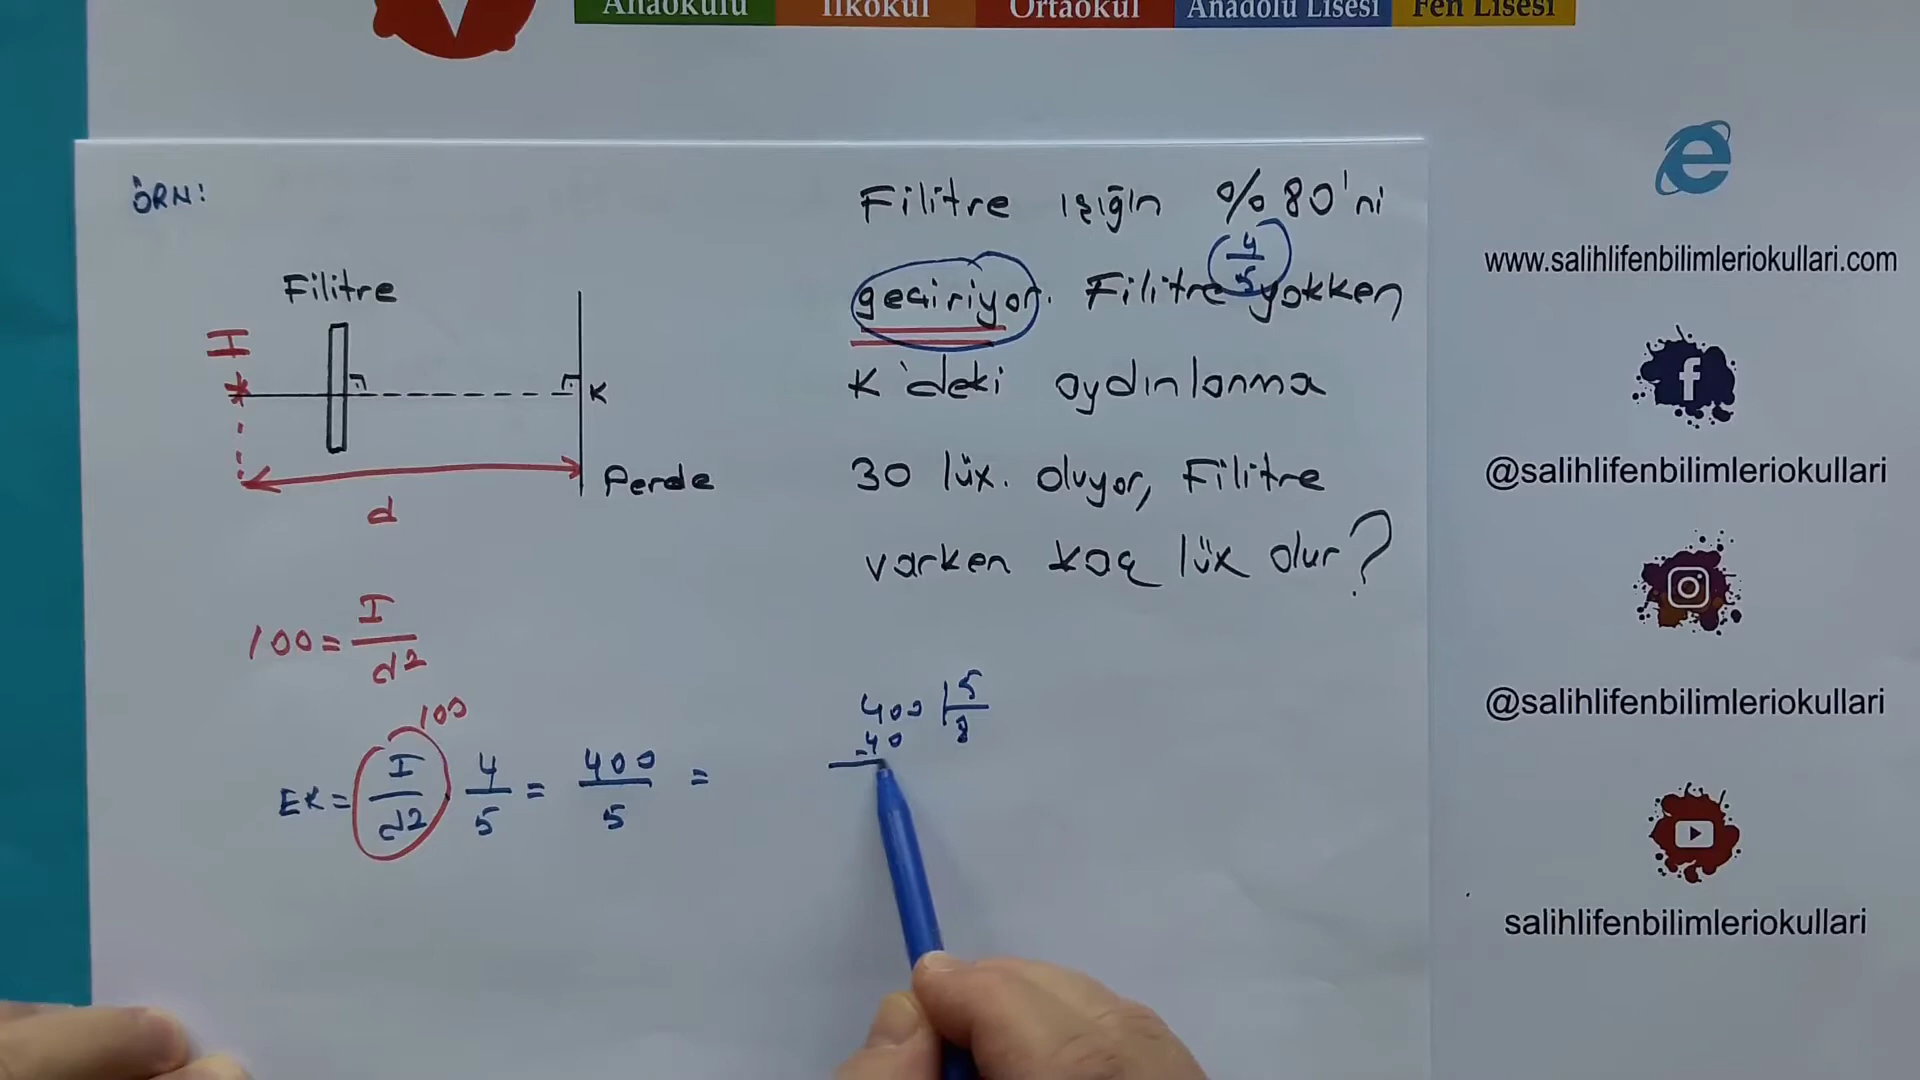 Anaokulu İlkokul Ortaokul Anadolu Lisesi Fen Lisesi
ÖRN:
Filitre ışığın %80'ni
4/5
geçiriyor. Filitre yokken
K'deki aydınlanma
30 lüx. oluyor, Filitre
varken kaç lüx olur?
Filitre
I
K
Perde
d
100 = I/d2
100
EK = I/d2 · 4/5 = 400/5 =
400 | 5
-40 8
www.salihlifenbilimleriokullari.com
@salihlifenbilimleriokullari
@salihlifenbilimleriokullari
salihlifenbilimleriokullari